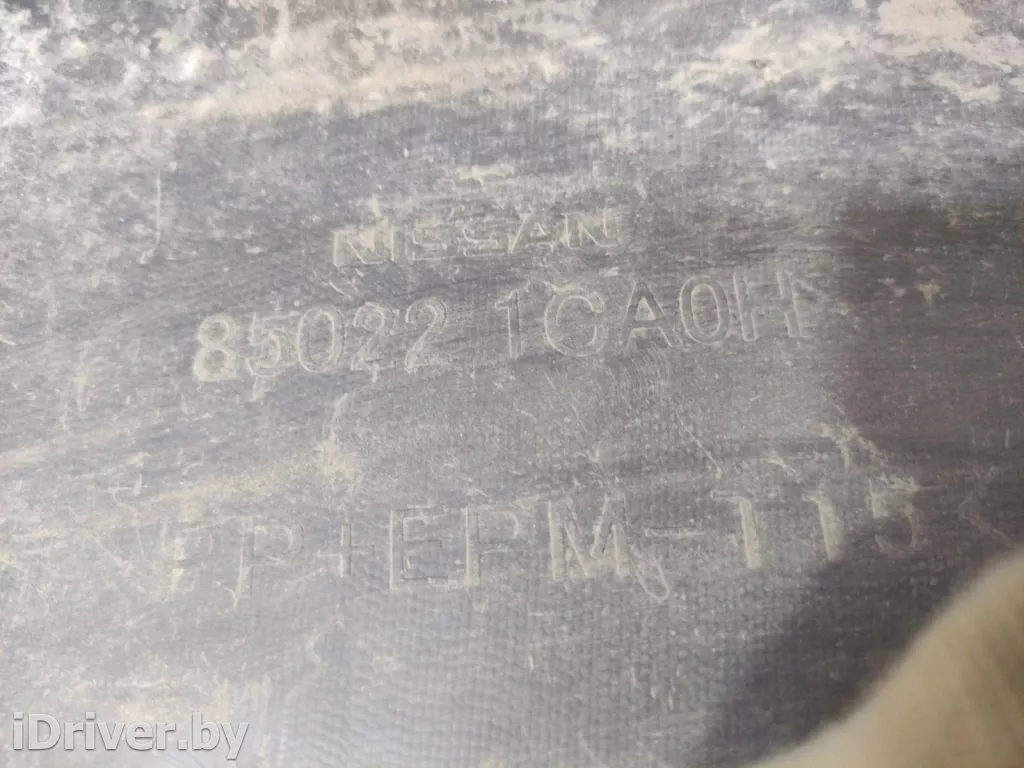 NISSAN
85022 1CA0H
>PP+EPM-T15<
iDriver.by